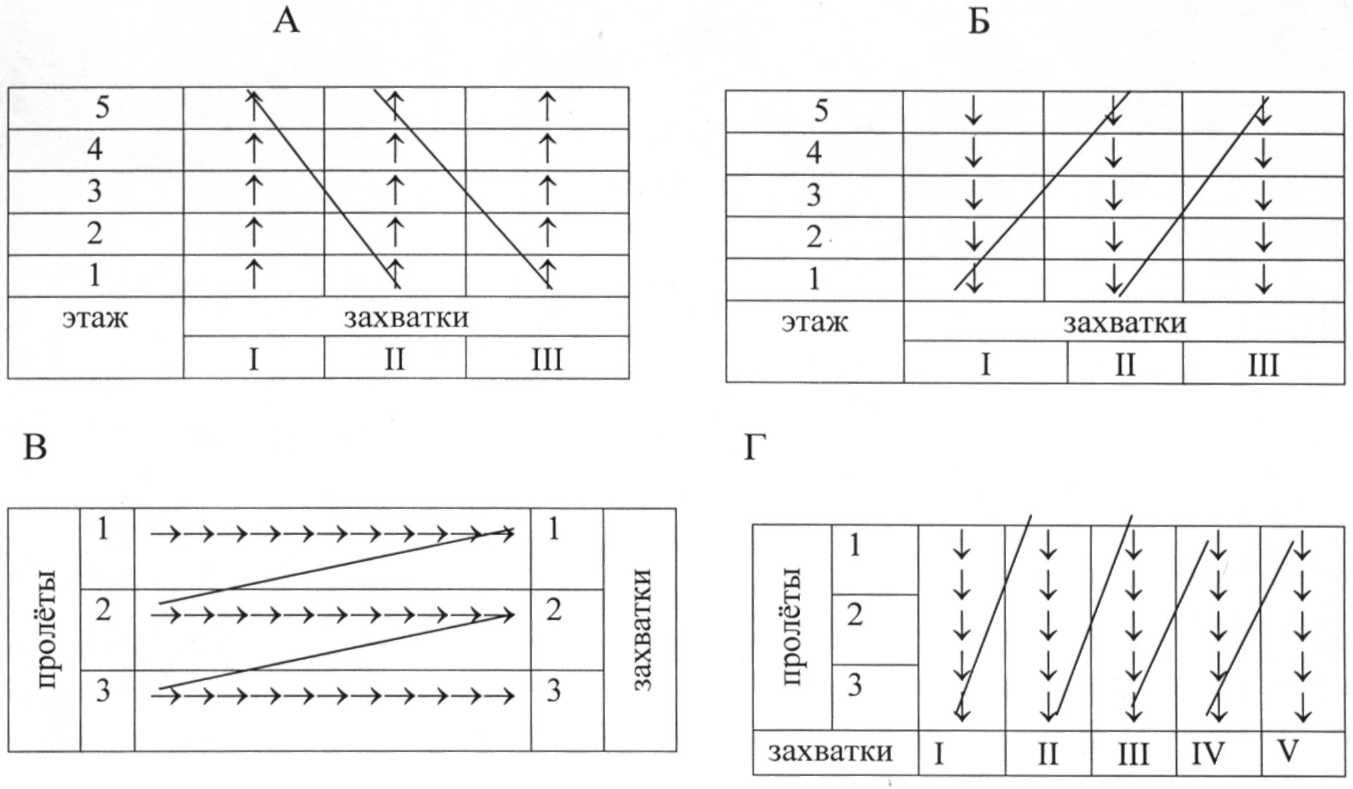 А
5
4
3
2
1
этаж
захватки
I II III
Б
5
4
3
2
1
этаж
захватки
I II III
В
пролёты
1 1
2 2
3 3
захватки
Г
пролёты
1
2
3
захватки I II III IV V